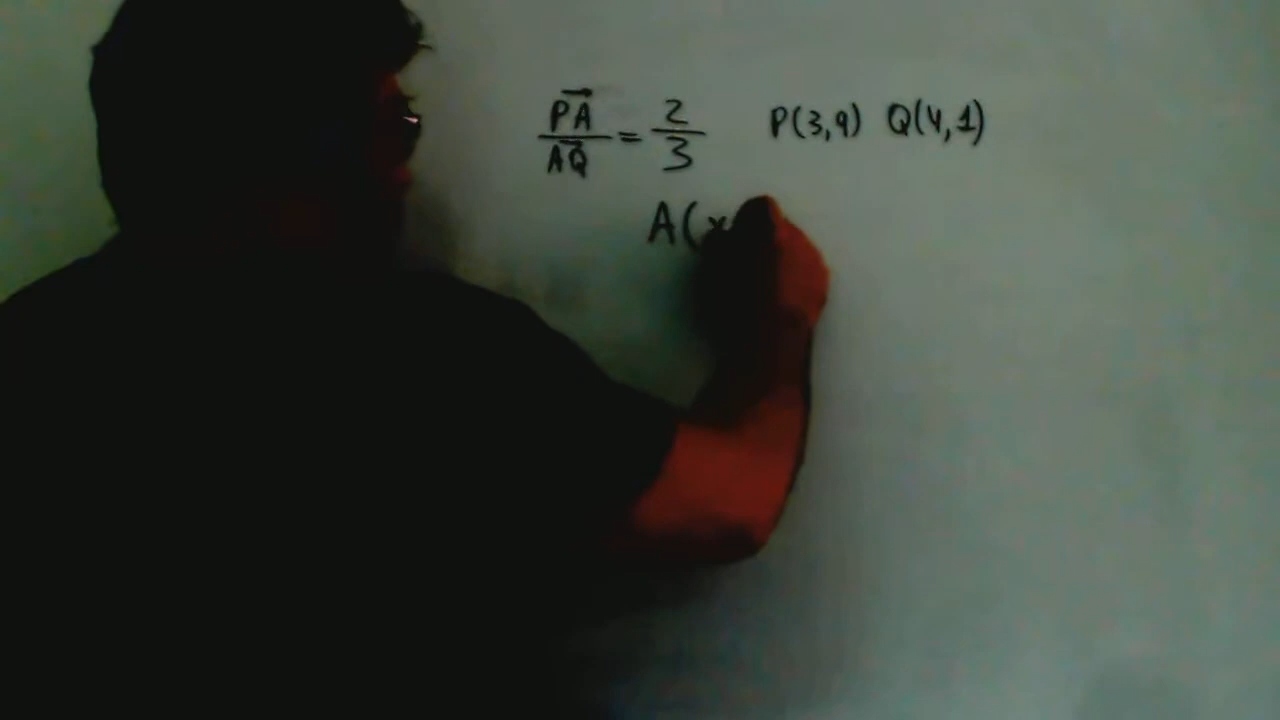 PA/AQ = 2/3 P(3,9) Q(4,1)
A(x